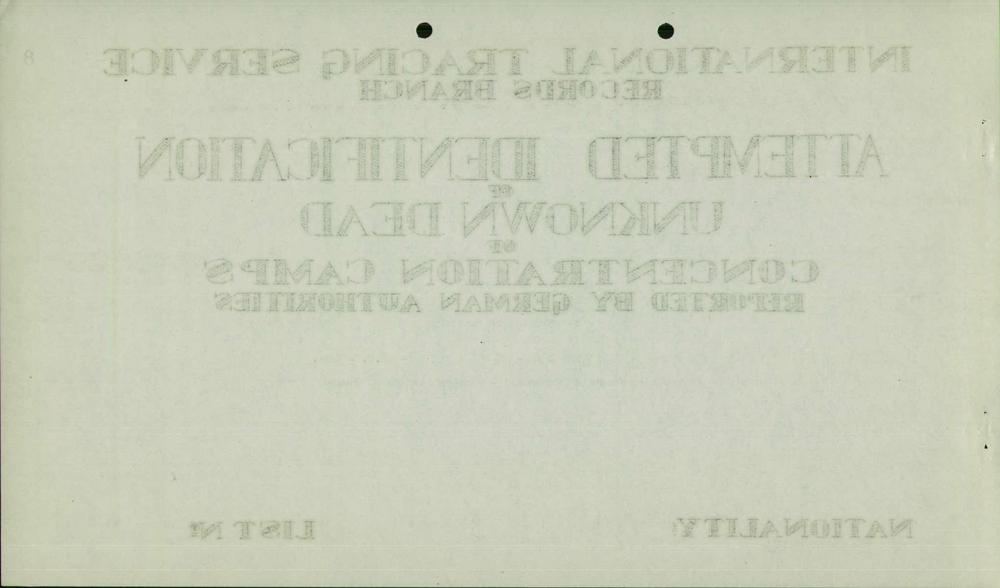 8
INTERNATIONAL TRACING SERVICE
RECORDS BRANCH
ATTEMPTED IDENTIFICATION
OF
UNKNOWN DEAD
OF
CONCENTRATION CAMPS
REPORTED BY GERMAN AUTHORITIES
NATIONALITY: LIST Nº